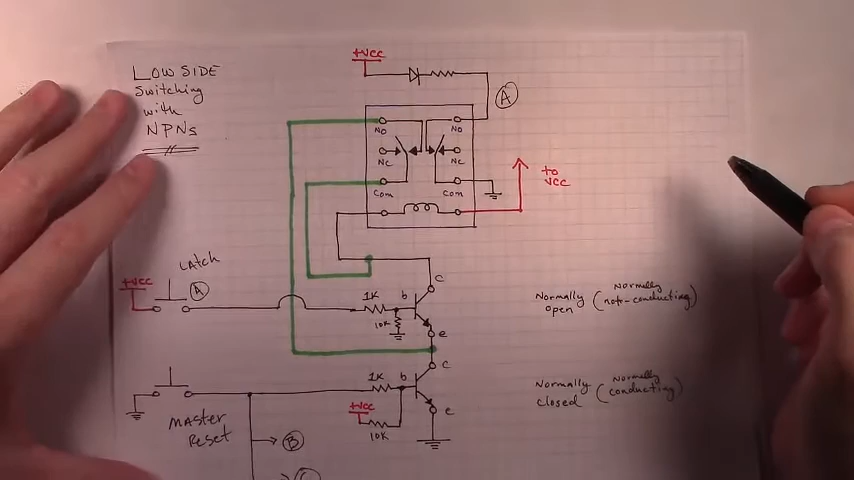 LOW SIDE
Switching
with
NPNs
+VCC
A
NO
NO
NC
NC
COM
COM
to
VCC
LATCH
A
+VCC
1K
b
c
10K
e
Normally
open
(Normally
not-conducting)
c
1K
b
e
+VCC
10K
Normally
closed
(Normally
conducting)
MASTER
Reset
B
C